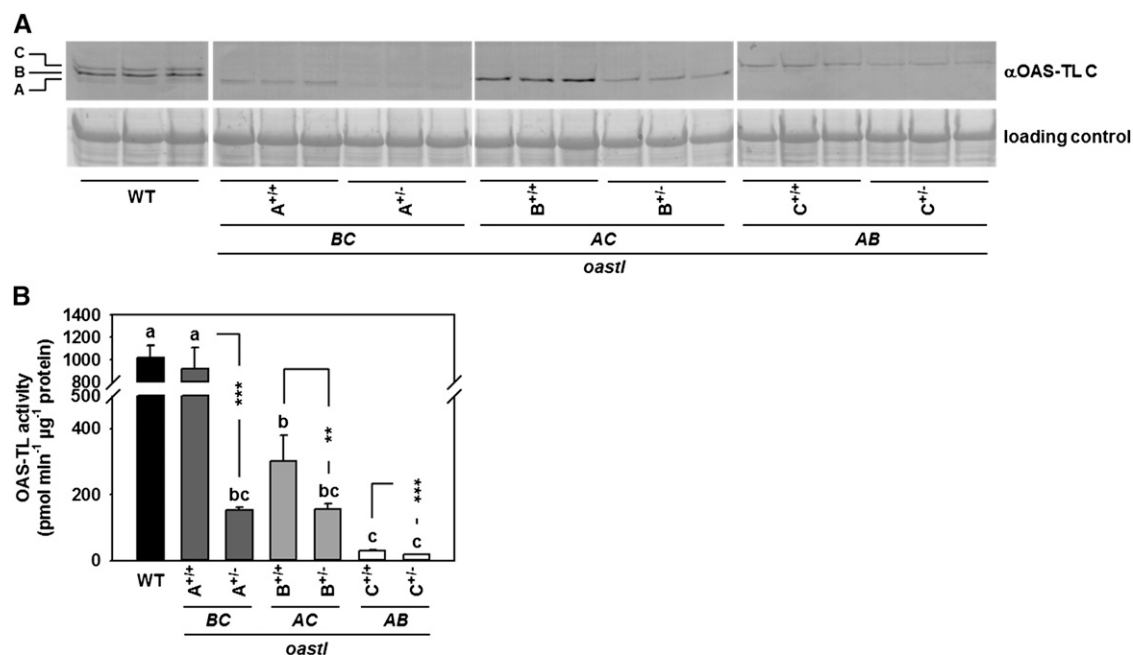 A
C
B
A
αOAS-TL C
loading control
WT
A+/+ A+/- B+/+ B+/- C+/+ C+/-
BC AC AB
oastl
B
OAS-TL activity
(pmol min-1 µg-1 protein)
1400
1200
1000
800
500
400
200
0
a a
***
b
**
bc bc
***
c c
WT A+/+ A+/- B+/+ B+/- C+/+ C+/-
BC AC AB
oastl